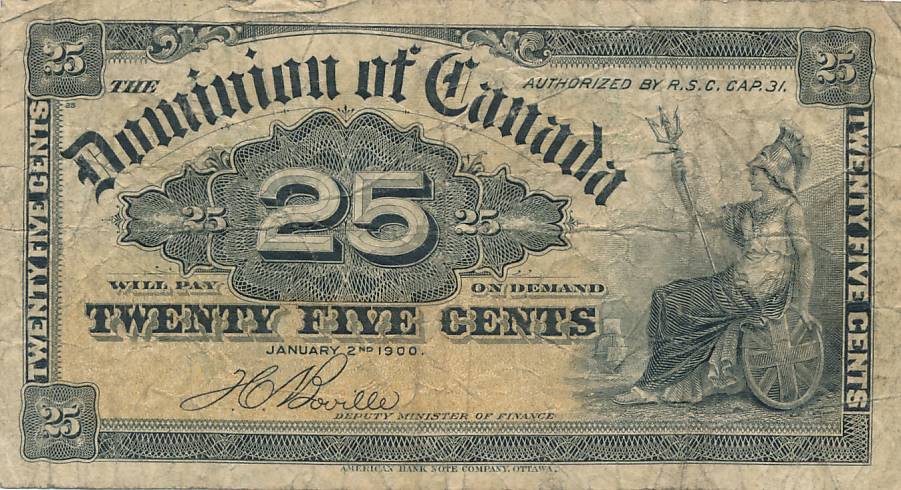 25
25
THE
Dominion of Canada
AUTHORIZED BY R.S.C. CAP. 31.
TWENTY FIVE CENTS
TWENTY FIVE CENTS
25
25
25
WILL PAY ON DEMAND
TWENTY FIVE CENTS
JANUARY 2ND 1900.
H C Boville
DEPUTY MINISTER OF FINANCE
25
AMERICAN BANK NOTE COMPANY, OTTAWA.